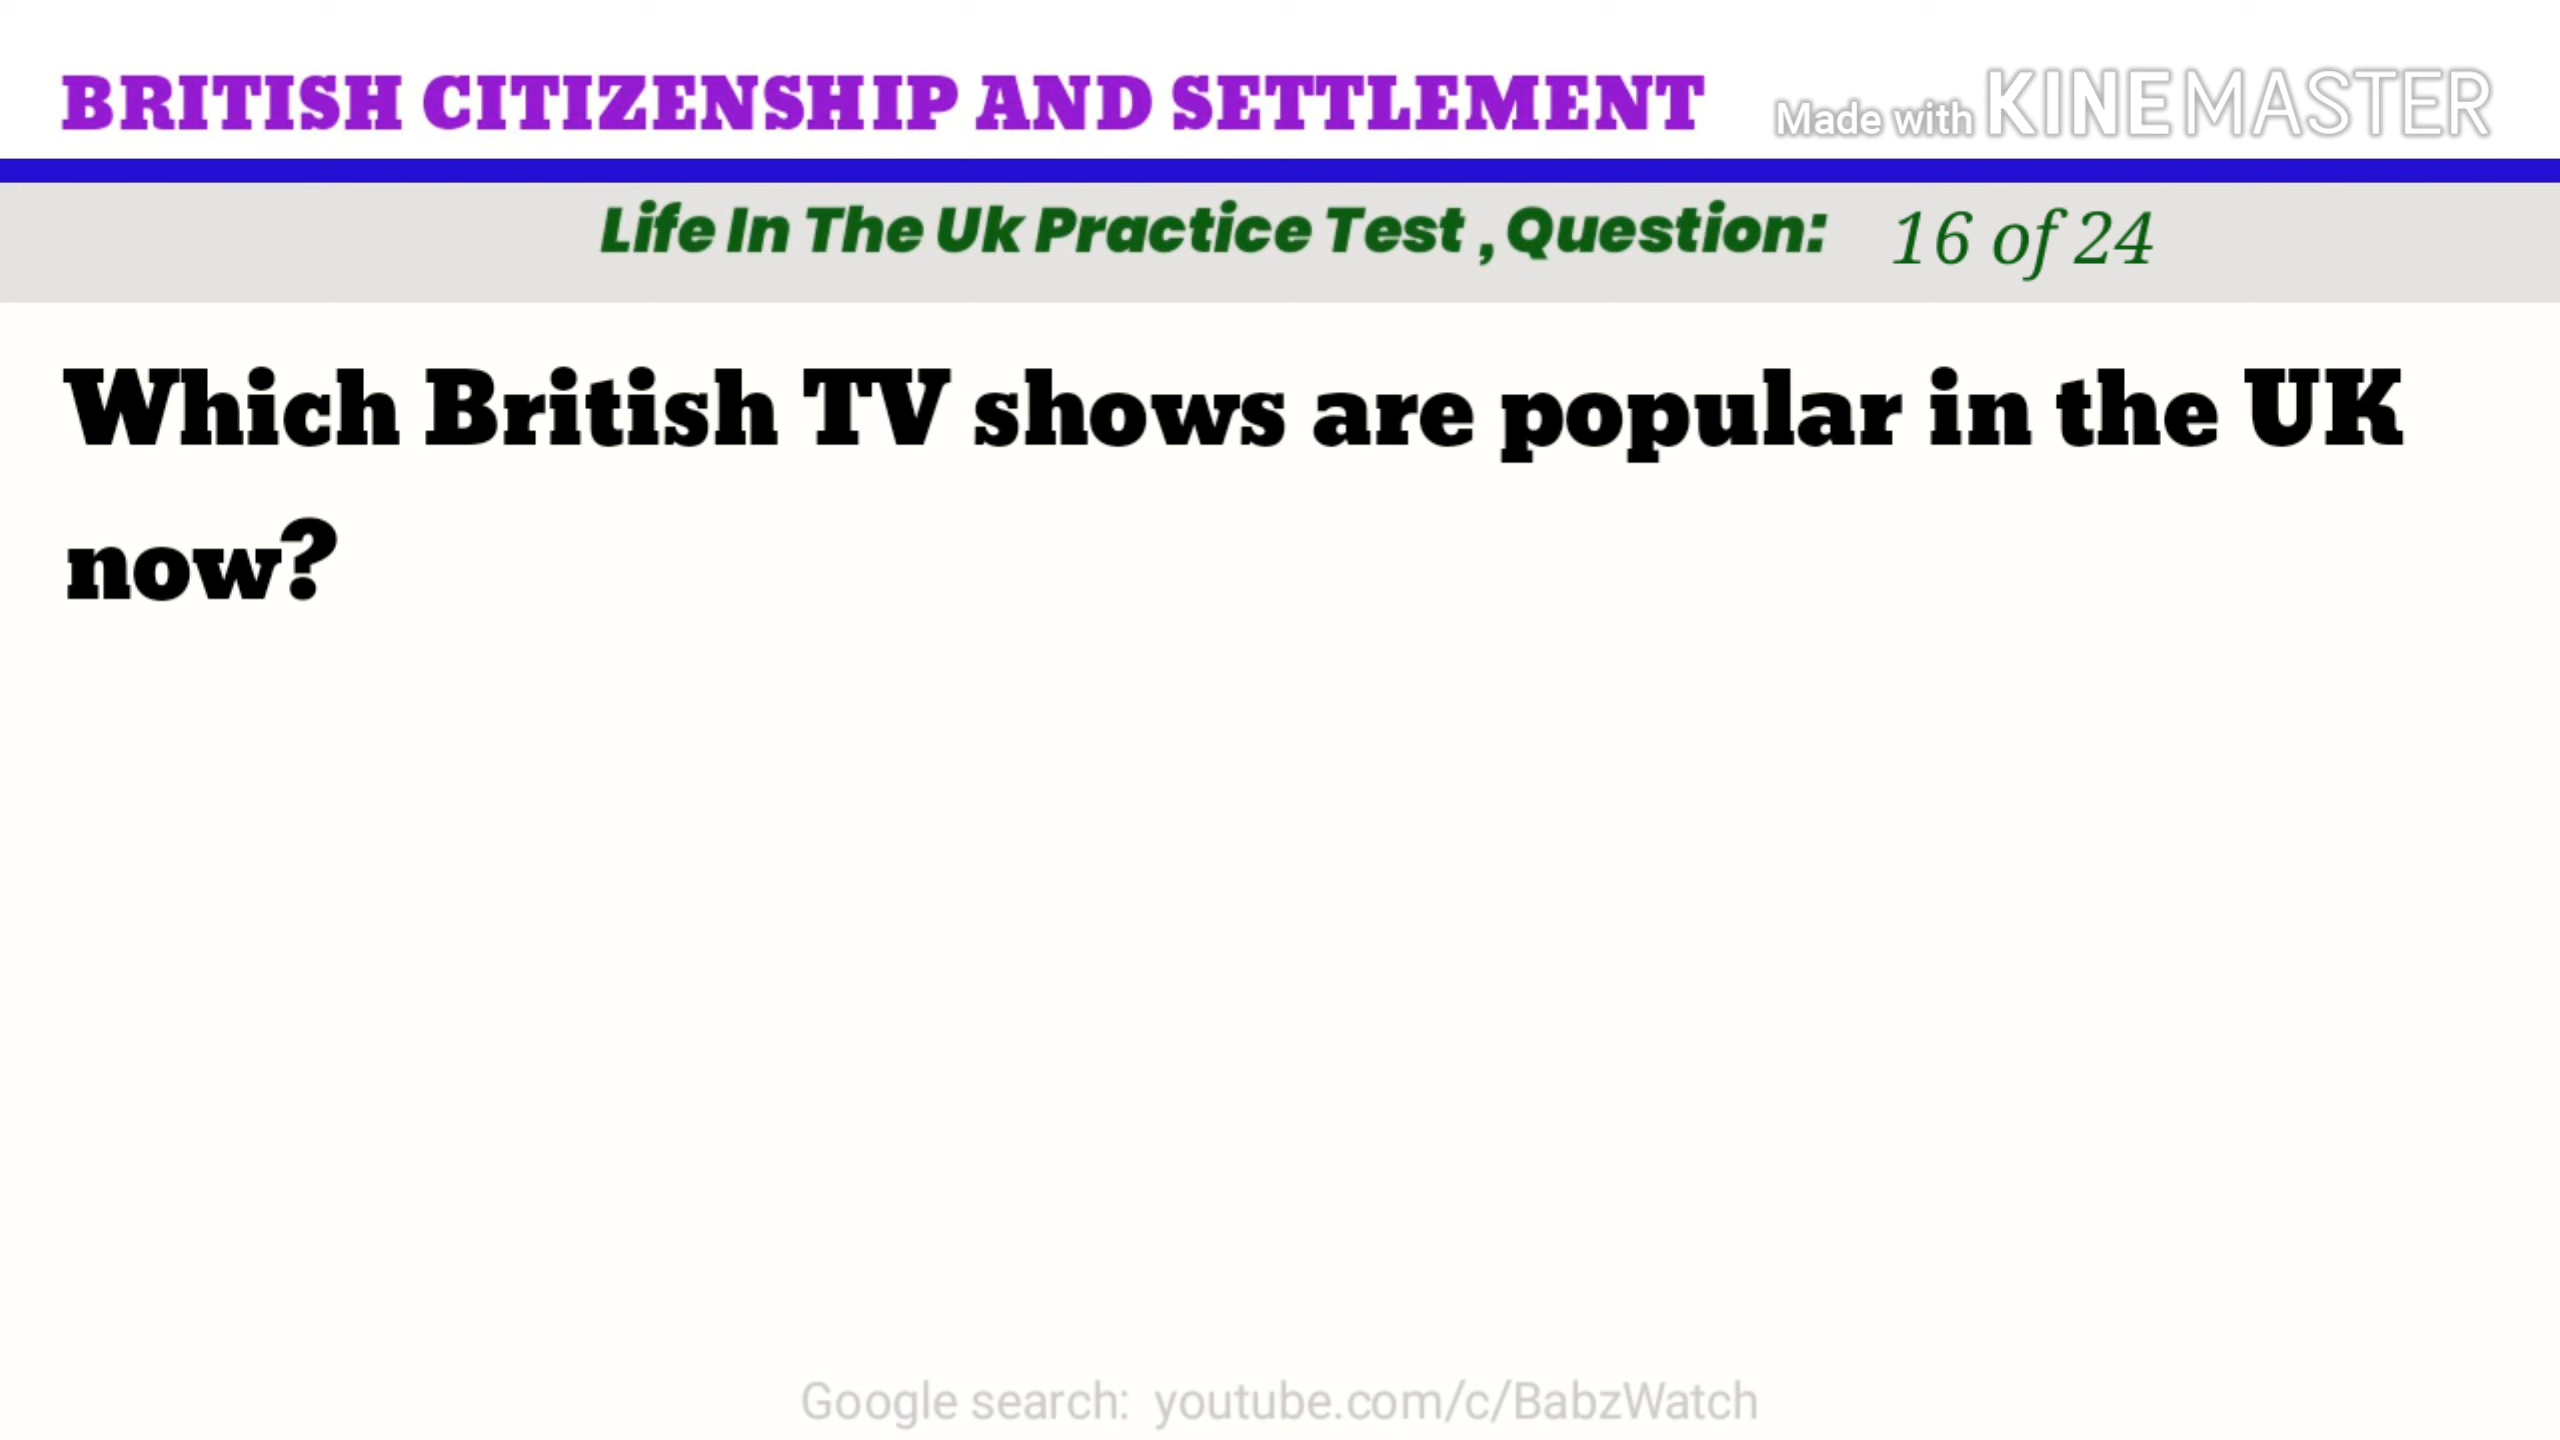 BRITISH CITIZENSHIP AND SETTLEMENT
Made with KINEMASTER
Life In The Uk Practice Test , Question: 16 of 24
Which British TV shows are popular in the UK
now?
Google search: youtube.com/c/BabzWatch